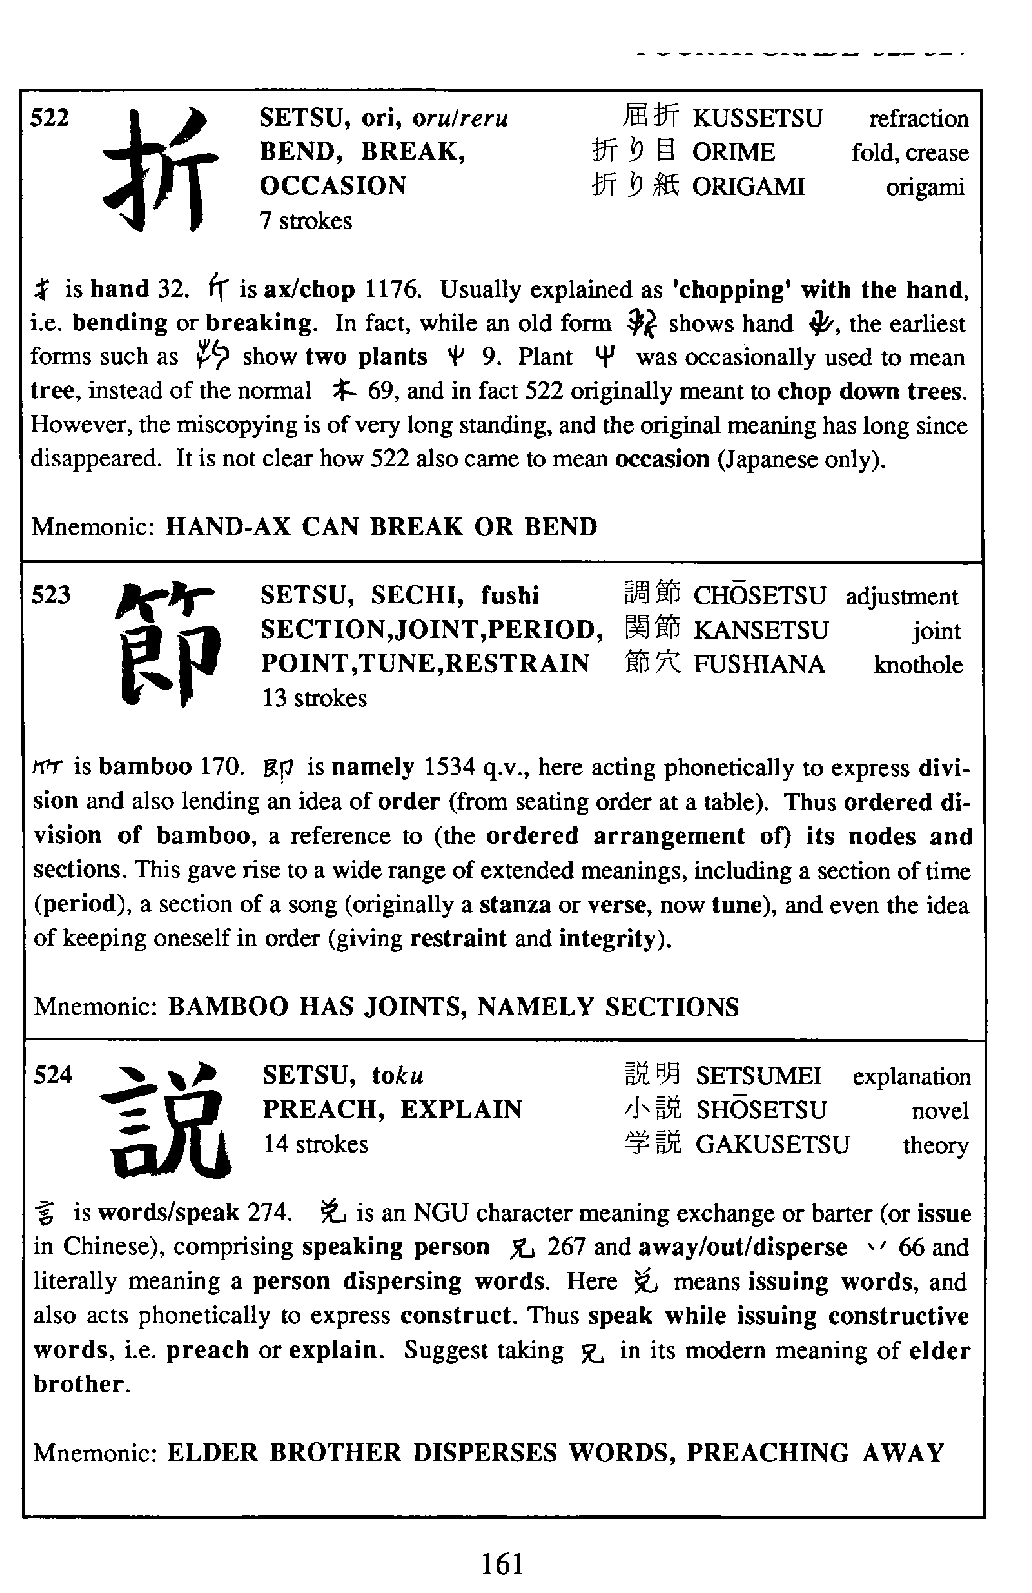 522 折 SETSU, ori, oru/reru 屈折 KUSSETSU refraction
BEND, BREAK, 折り目 ORIME fold, crease
OCCASION 折り紙 ORIGAMI origami
7 strokes
扌 is hand 32. 斤 is ax/chop 1176. Usually explained as 'chopping' with the hand,
i.e. bending or breaking. In fact, while an old form shows hand , the earliest
forms such as show two plants 9. Plant was occasionally used to mean
tree, instead of the normal 木 69, and in fact 522 originally meant to chop down trees.
However, the miscopying is of very long standing, and the original meaning has long since
disappeared. It is not clear how 522 also came to mean occasion (Japanese only).
Mnemonic: HAND-AX CAN BREAK OR BEND
523 節 SETSU, SECHI, fushi 調節 CHŌSETSU adjustment
SECTION,JOINT,PERIOD, 関節 KANSETSU joint
POINT,TUNE,RESTRAIN 節穴 FUSHIANA knothole
13 strokes
is bamboo 170. 即 is namely 1534 q.v., here acting phonetically to express divi-
sion and also lending an idea of order (from seating order at a table). Thus ordered di-
vision of bamboo, a reference to (the ordered arrangement of) its nodes and
sections. This gave rise to a wide range of extended meanings, including a section of time
(period), a section of a song (originally a stanza or verse, now tune), and even the idea
of keeping oneself in order (giving restraint and integrity).
Mnemonic: BAMBOO HAS JOINTS, NAMELY SECTIONS
524 説 SETSU, toku 説明 SETSUMEI explanation
PREACH, EXPLAIN 小説 SHŌSETSU novel
14 strokes 学説 GAKUSETSU theory
言 is words/speak 274. 兌 is an NGU character meaning exchange or barter (or issue
in Chinese), comprising speaking person 兄 267 and away/out/disperse 66 and
literally meaning a person dispersing words. Here 兌 means issuing words, and
also acts phonetically to express construct. Thus speak while issuing constructive
words, i.e. preach or explain. Suggest taking 兄 in its modern meaning of elder
brother.
Mnemonic: ELDER BROTHER DISPERSES WORDS, PREACHING AWAY
161